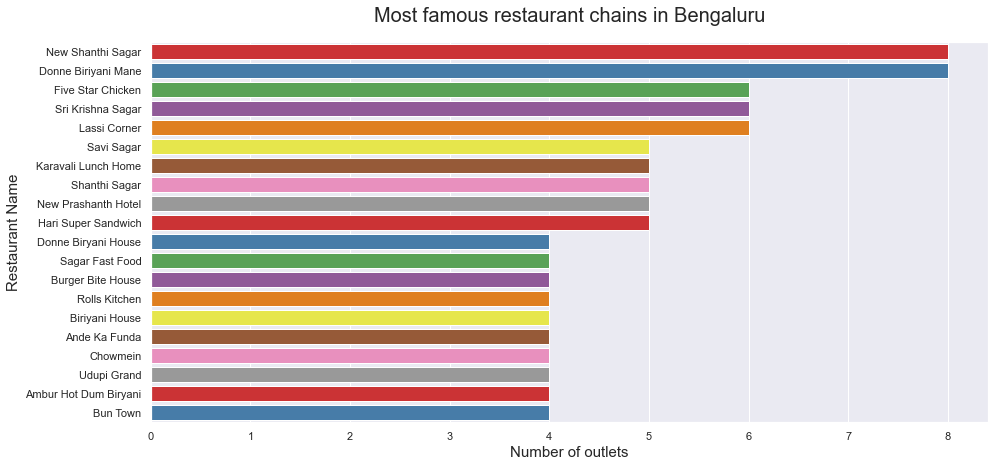 Most famous restaurant chains in Bengaluru
Restaurant Name
New Shanthi Sagar
Donne Biriyani Mane
Five Star Chicken
Sri Krishna Sagar
Lassi Corner
Savi Sagar
Karavali Lunch Home
Shanthi Sagar
New Prashanth Hotel
Hari Super Sandwich
Donne Biryani House
Sagar Fast Food
Burger Bite House
Rolls Kitchen
Biriyani House
Ande Ka Funda
Chowmein
Udupi Grand
Ambur Hot Dum Biryani
Bun Town
0 1 2 3 4 5 6 7 8
Number of outlets